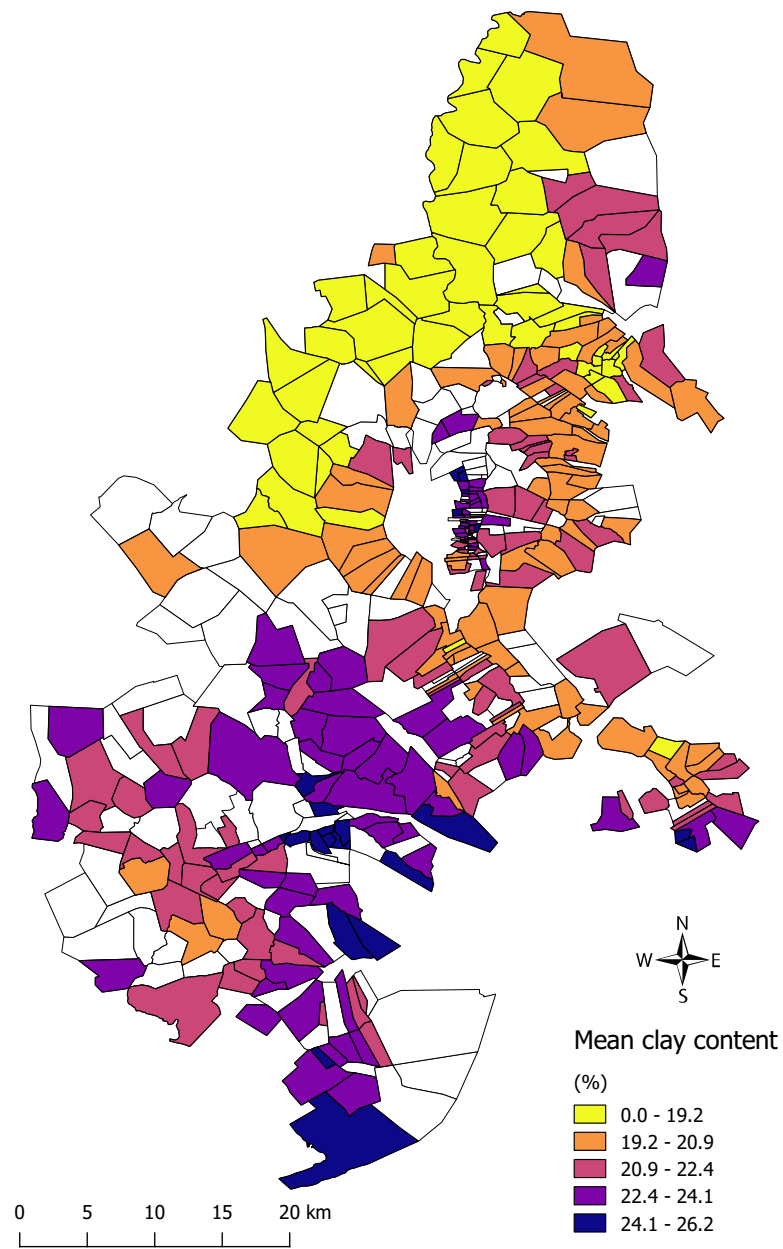 N
W E
S
Mean clay content
(%)
0.0 - 19.2
19.2 - 20.9
20.9 - 22.4
22.4 - 24.1
24.1 - 26.2
0 5 10 15 20 km